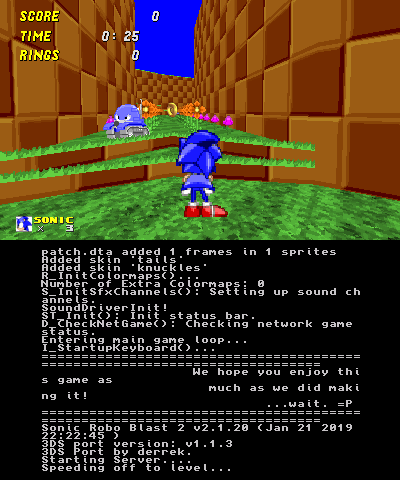 SCORE 0
TIME 0: 25
RINGS 0
SONIC
× 3
patch.dta added 1 frames in 1 sprites
Added skin 'tails'
Added skin 'knuckles'
R_InitColormaps()...
Number of Extra Colormaps: 0
S_InitSfxChannels(): Setting up sound ch
annels.
SoundDriverInit!
ST_Init(): Init status bar.
D_CheckNetGame(): Checking network game
status.
Entering main game loop...
I_StartupKeyboard()...
========================================
===================================
We hope you enjoy thi
s game as
much as we did maki
ng it!
...wait. =P
========================================
===================================
Sonic Robo Blast 2 v2.1.20 (Jan 21 2019
22:22:45 )
3DS port version: v1.1.3
3DS Port by derrek.
Starting Server....
Speeding off to level...